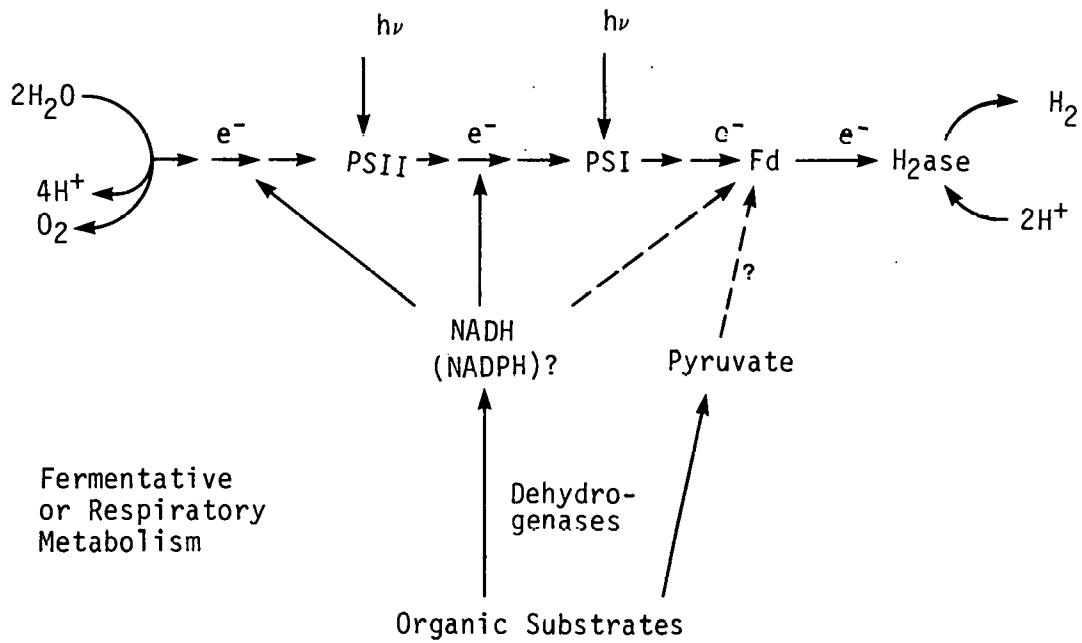 hν
hν
2H2O
e-
e-
e-
e-
H2
PSII
PSI
Fd
H2ase
4H+
O2
2H+
?
NADH
(NADPH)?
Pyruvate
Fermentative
or Respiratory
Metabolism
Dehydro-
genases
Organic Substrates